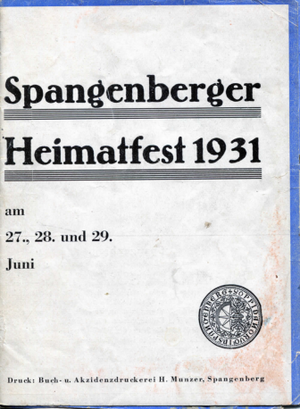 Spangenberger
Heimatfest 1931
am
27., 28. und 29.
Juni
Druck: Buch- u. Akzidenzdruckerei H. Munzer, Spangenberg